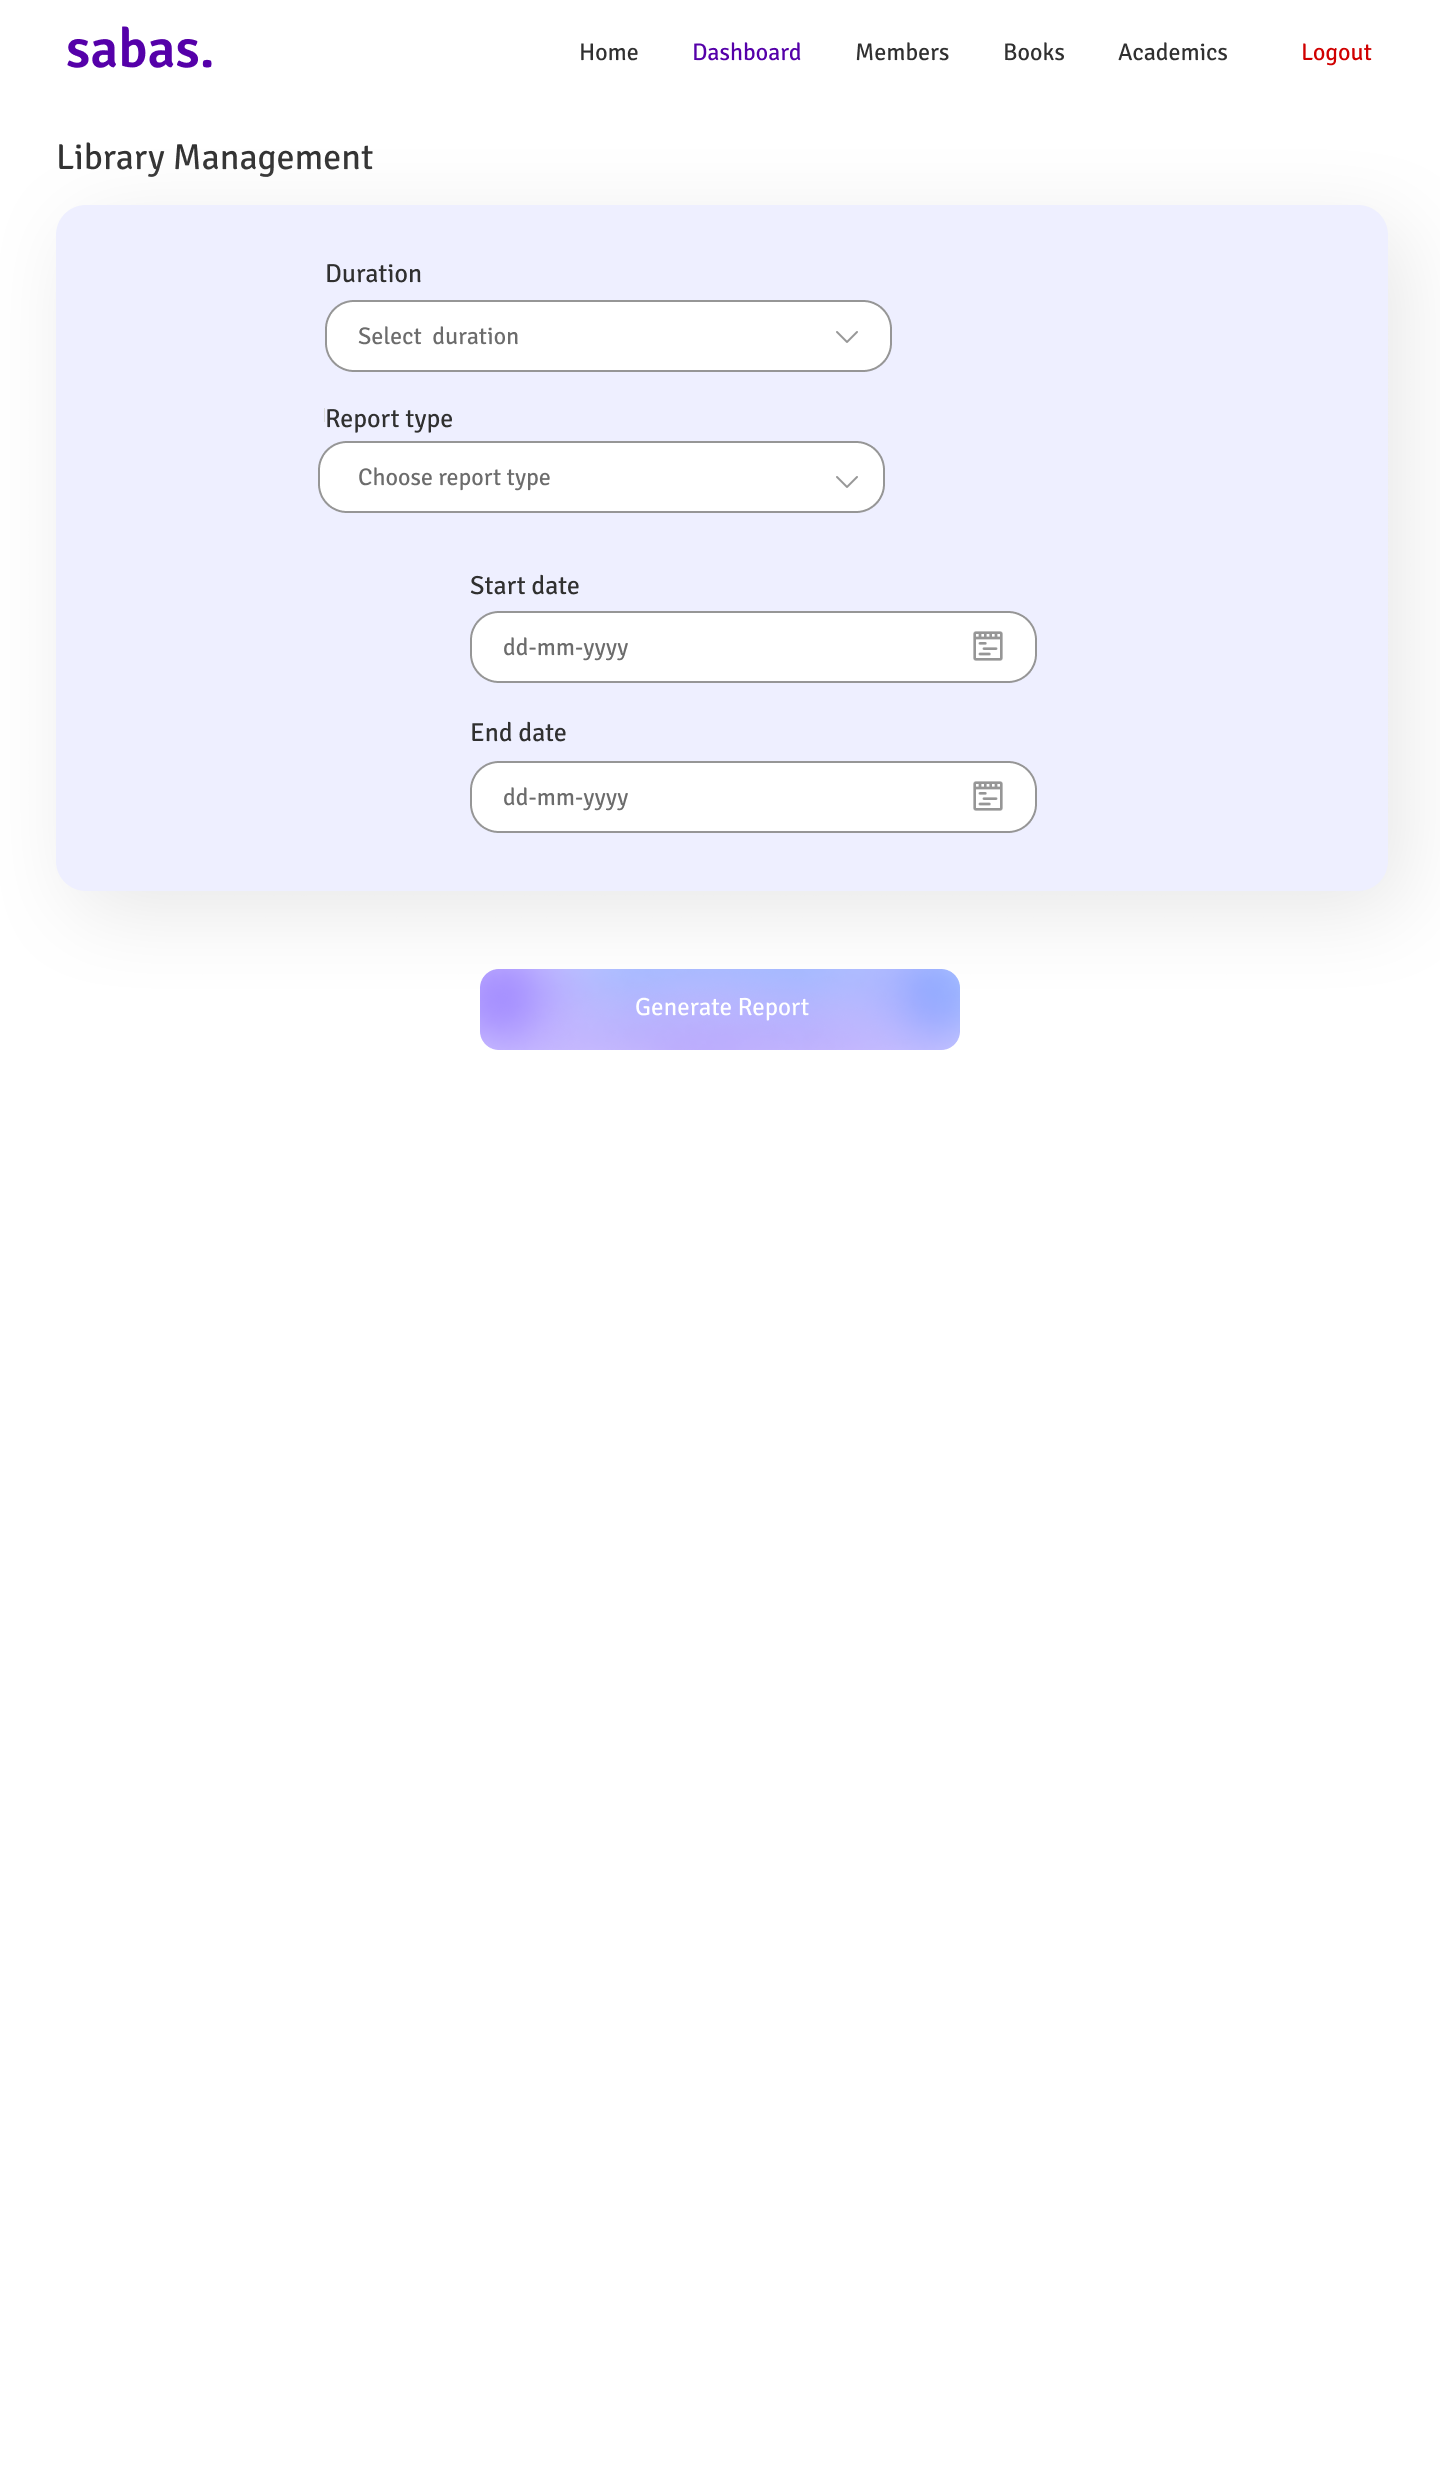 sabas.
Home Dashboard Members Books Academics Logout
Library Management
Duration
Select  duration
Report type
Choose report type
Start date
dd-mm-yyyy
End date
dd-mm-yyyy
Generate Report